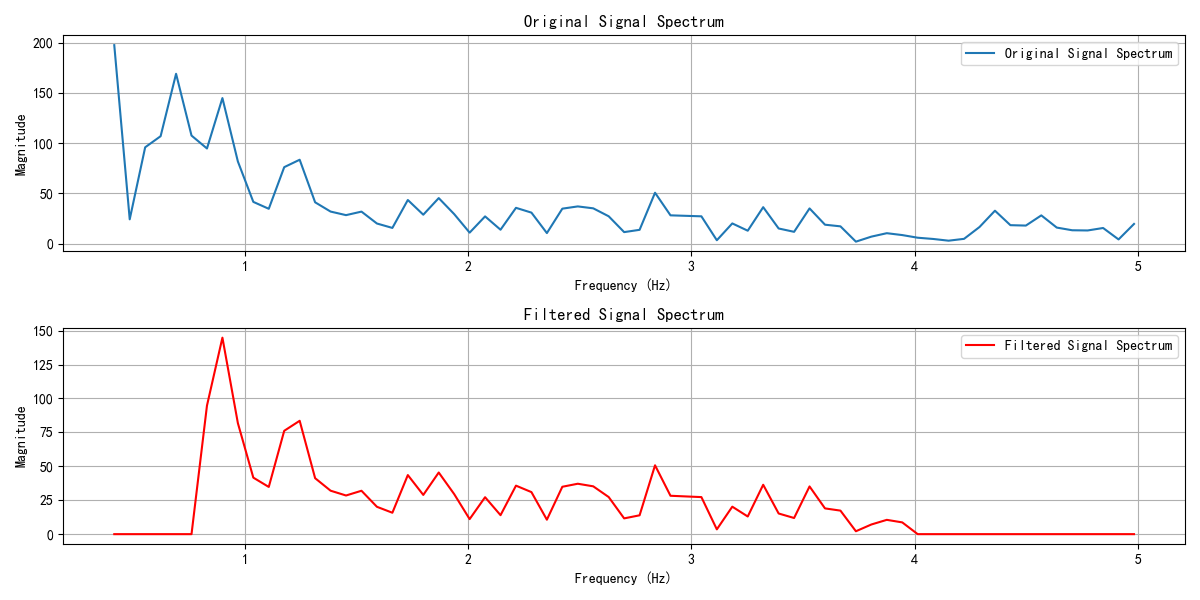 Original Signal Spectrum
200
150
100
50
0
Magnitude
Original Signal Spectrum
1 2 3 4 5
Frequency (Hz)
Filtered Signal Spectrum
150
125
100
75
50
25
0
Magnitude
Filtered Signal Spectrum
1 2 3 4 5
Frequency (Hz)